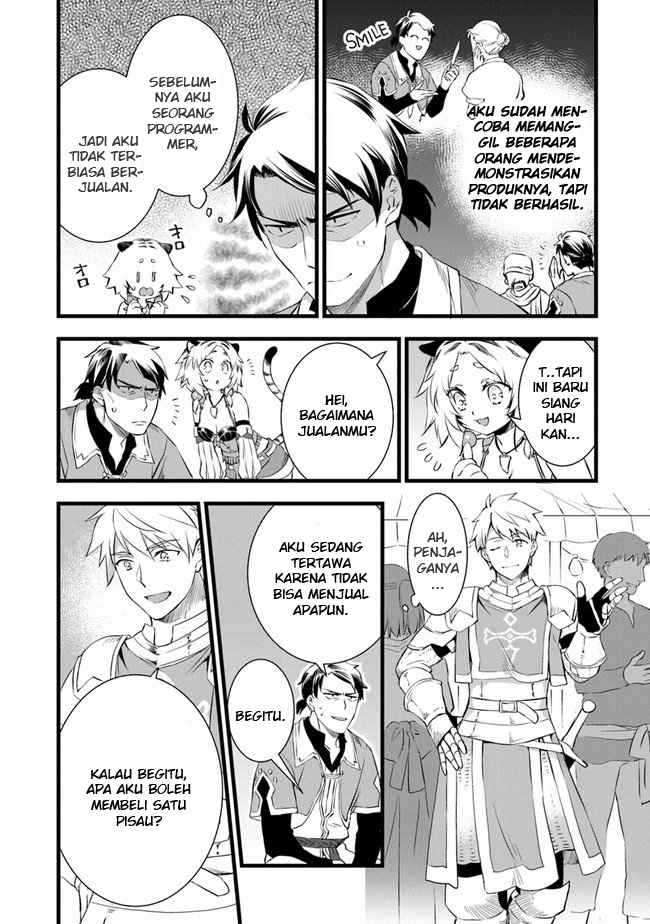 SMILE
AKU SUDAH MEN-
COBA MEMANG-
GIL BEBERAPA
ORANG MENDE-
MONSTRASIKAN
PRODUKNYA, TAPI
TIDAK BERHASIL.
SEBELUM-
NYA AKU
SEORANG
PROGRAM-
MER,
JADI AKU
TIDAK TER-
BIASA BER-
JUALAN.
オロ
オロ
T..TAPI
INI BARU
SIANG
HARI
KAN...
HEI,
BAGAIMANA
JUALANMU?
AH,
PENJA-
GANYA
...
AKU SEDANG
TERTAWA
KARENA TIDAK
BISA MENJUAL
APAPUN.
BEGITU.
KALAU BEGITU,
APA AKU BOLEH
MEMBELI SATU
PISAU?